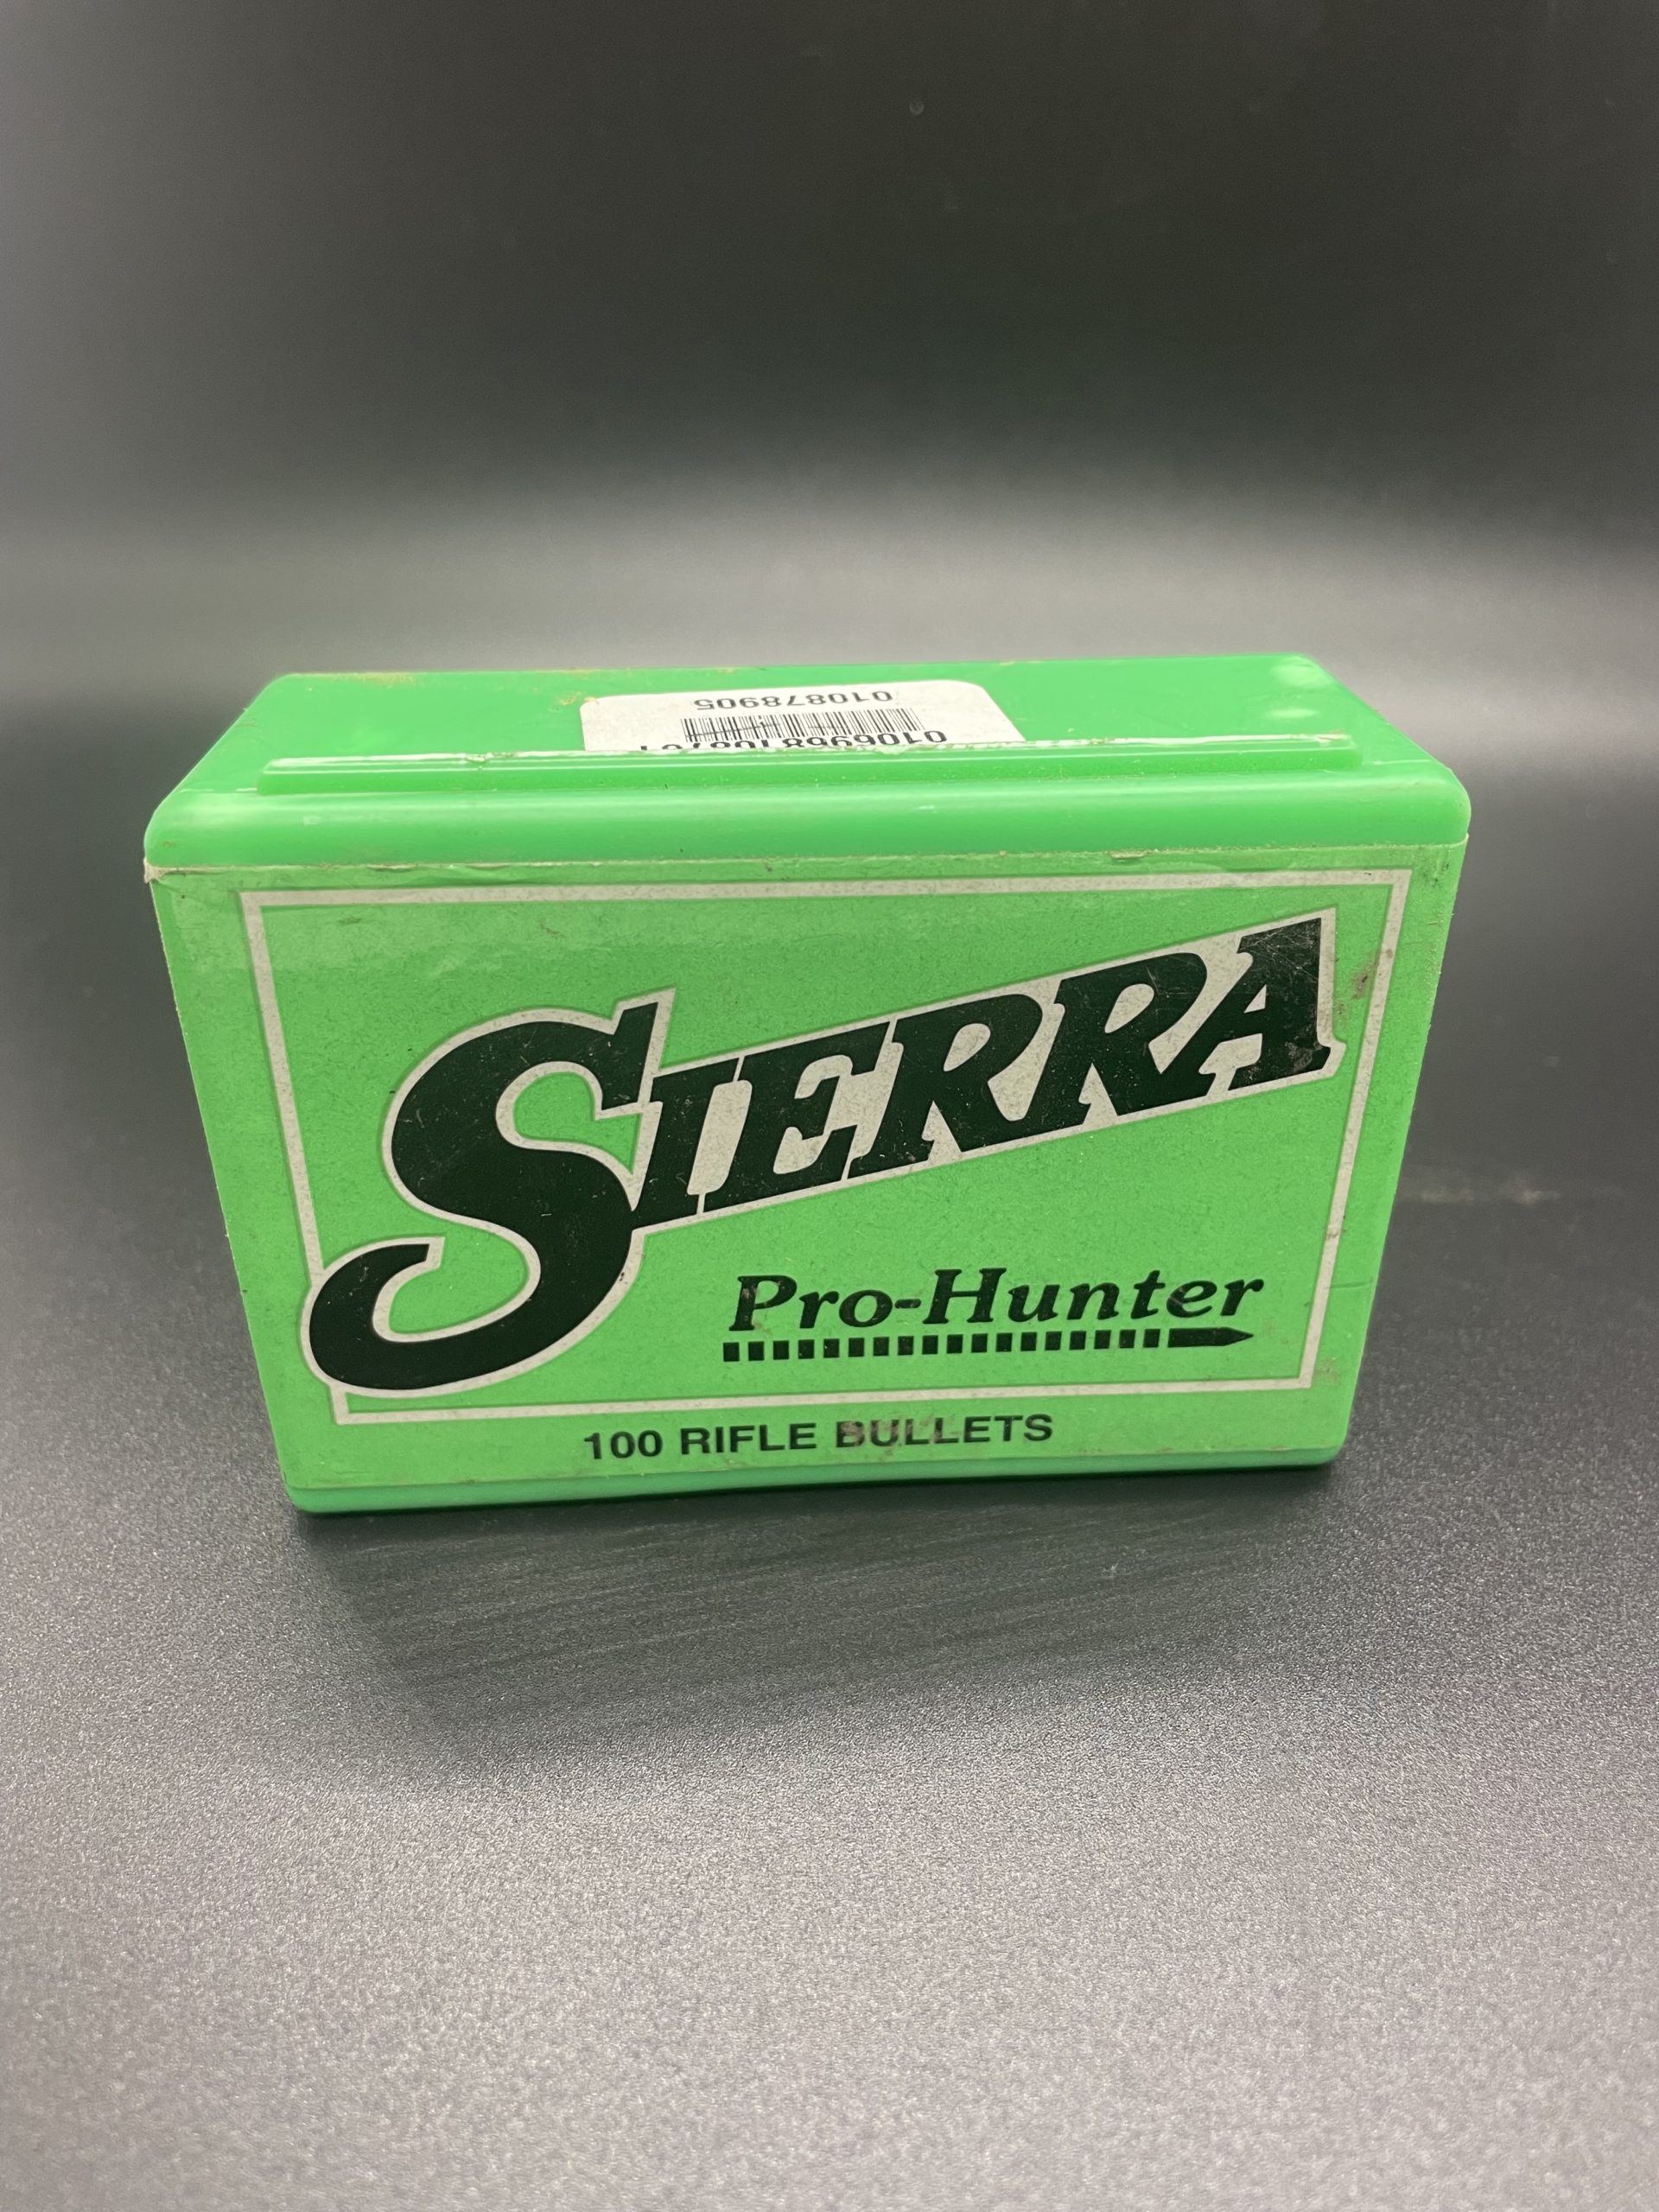 010878905
SIERRA
Pro-Hunter
100 RIFLE BULLETS